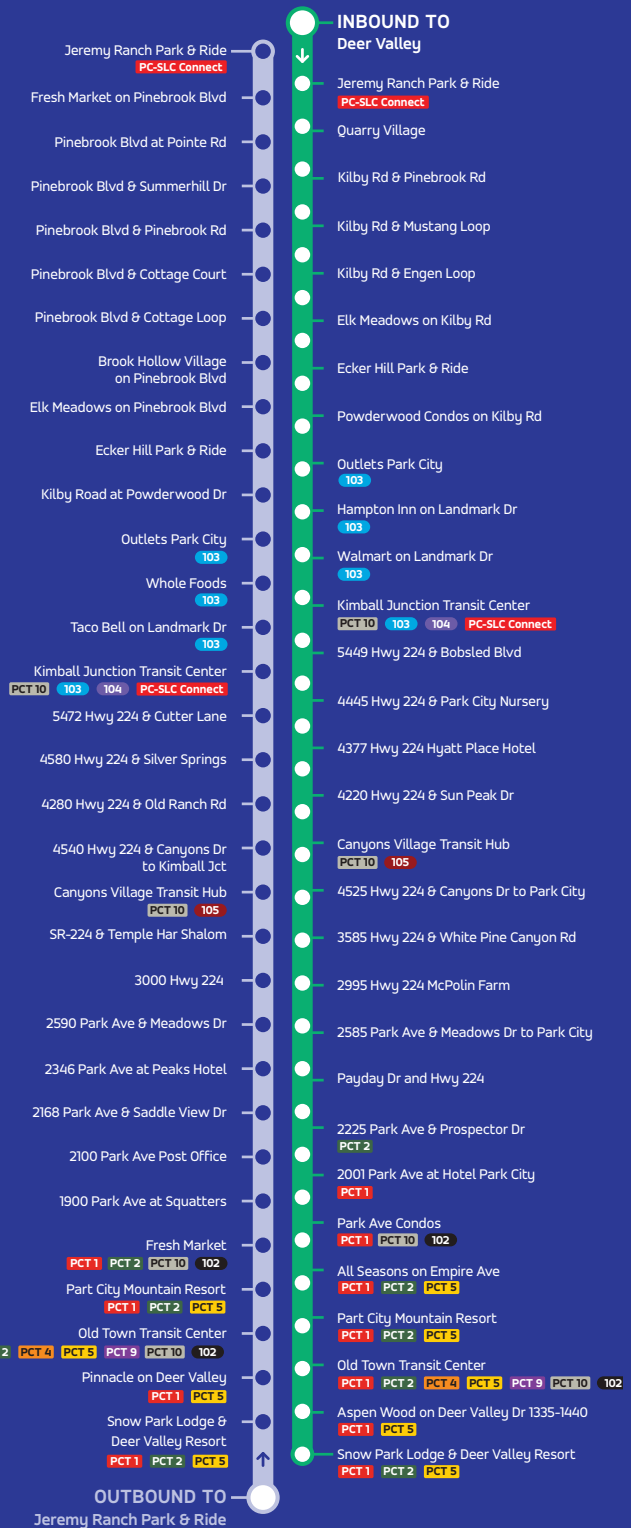 Jeremy Ranch Park & Ride
PC-SLC Connect
Fresh Market on Pinebrook Blvd
Pinebrook Blvd at Pointe Rd
Pinebrook Blvd & Summerhill Dr
Pinebrook Blvd & Pinebrook Rd
Pinebrook Blvd & Cottage Court
Pinebrook Blvd & Cottage Loop
Brook Hollow Village
on Pinebrook Blvd
Elk Meadows on Pinebrook Blvd
Ecker Hill Park & Ride
Kilby Road at Powderwood Dr
Outlets Park City
103
Whole Foods
103
Taco Bell on Landmark Dr
103
Kimball Junction Transit Center
PCT 10 103 104 PC-SLC Connect
5472 Hwy 224 & Cutter Lane
4580 Hwy 224 & Silver Springs
4280 Hwy 224 & Old Ranch Rd
4540 Hwy 224 & Canyons Dr
to Kimball Jct
Canyons Village Transit Hub
PCT 10 105
SR-224 & Temple Har Shalom
3000 Hwy 224
2590 Park Ave & Meadows Dr
2346 Park Ave at Peaks Hotel
2168 Park Ave & Saddle View Dr
2100 Park Ave Post Office
1900 Park Ave at Squatters
Fresh Market
PCT 1 PCT 2 PCT 10 102
Part City Mountain Resort
PCT 1 PCT 2 PCT 5
Old Town Transit Center
2 PCT 4 PCT 5 PCT 9 PCT 10 102
Pinnacle on Deer Valley
PCT 1 PCT 5
Snow Park Lodge &
Deer Valley Resort
PCT 1 PCT 2 PCT 5
OUTBOUND TO
Jeremy Ranch Park & Ride
INBOUND TO
Deer Valley
Jeremy Ranch Park & Ride
PC-SLC Connect
Quarry Village
Kilby Rd & Pinebrook Rd
Kilby Rd & Mustang Loop
Kilby Rd & Engen Loop
Elk Meadows on Kilby Rd
Ecker Hill Park & Ride
Powderwood Condos on Kilby Rd
Outlets Park City
103
Hampton Inn on Landmark Dr
103
Walmart on Landmark Dr
103
Kimball Junction Transit Center
PCT 10 103 104 PC-SLC Connect
5449 Hwy 224 & Bobsled Blvd
4445 Hwy 224 & Park City Nursery
4377 Hwy 224 Hyatt Place Hotel
4220 Hwy 224 & Sun Peak Dr
Canyons Village Transit Hub
PCT 10 105
4525 Hwy 224 & Canyons Dr to Park City
3585 Hwy 224 & White Pine Canyon Rd
2995 Hwy 224 McPolin Farm
2585 Park Ave & Meadows Dr to Park City
Payday Dr and Hwy 224
2225 Park Ave & Prospector Dr
PCT 2
2001 Park Ave at Hotel Park City
PCT 1
Park Ave Condos
PCT 1 PCT 10 102
All Seasons on Empire Ave
PCT 1 PCT 2 PCT 5
Part City Mountain Resort
PCT 1 PCT 2 PCT 5
Old Town Transit Center
PCT 1 PCT 2 PCT 4 PCT 5 PCT 9 PCT 10 102
Aspen Wood on Deer Valley Dr 1335-1440
PCT 1 PCT 5
Snow Park Lodge & Deer Valley Resort
PCT 1 PCT 2 PCT 5